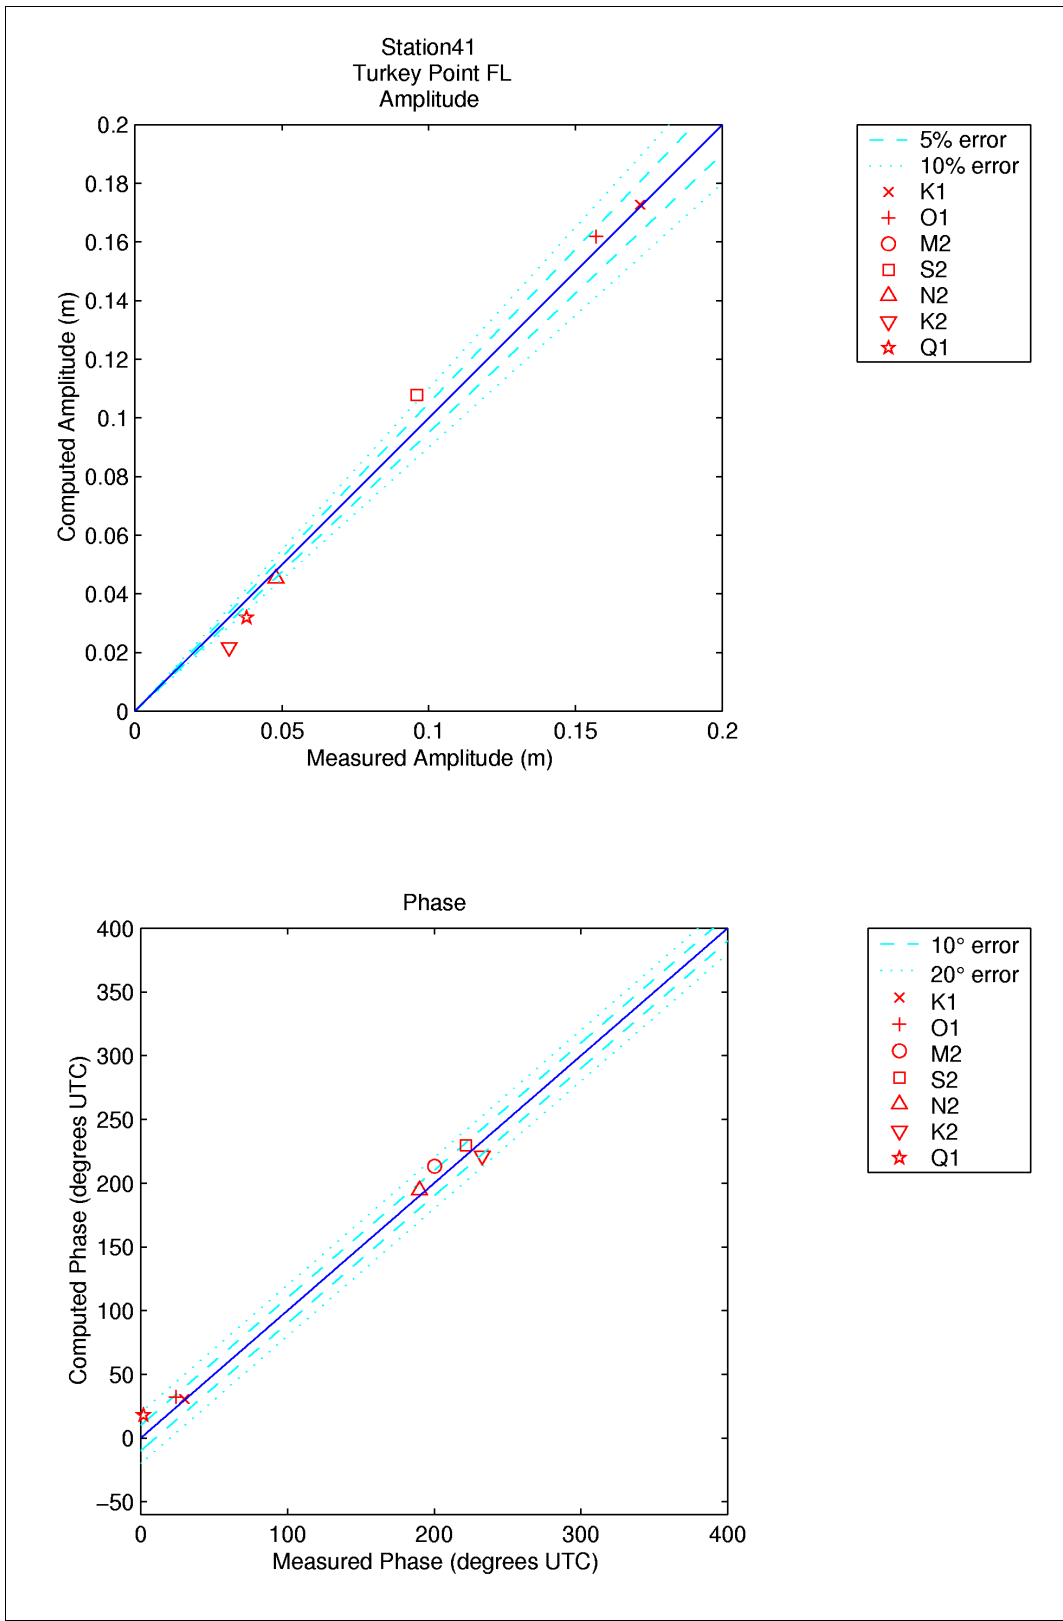 Station41
Turkey Point FL
Amplitude
0.2
0.18
0.16
0.14
0.12
0.1
0.08
0.06
0.04
0.02
0
Computed Amplitude (m)
0 0.05 0.1 0.15 0.2
Measured Amplitude (m)
5% error
10% error
K1
O1
M2
S2
N2
K2
Q1
Phase
400
350
300
250
200
150
100
50
0
−50
Computed Phase (degrees UTC)
0 100 200 300 400
Measured Phase (degrees UTC)
10° error
20° error
K1
O1
M2
S2
N2
K2
Q1